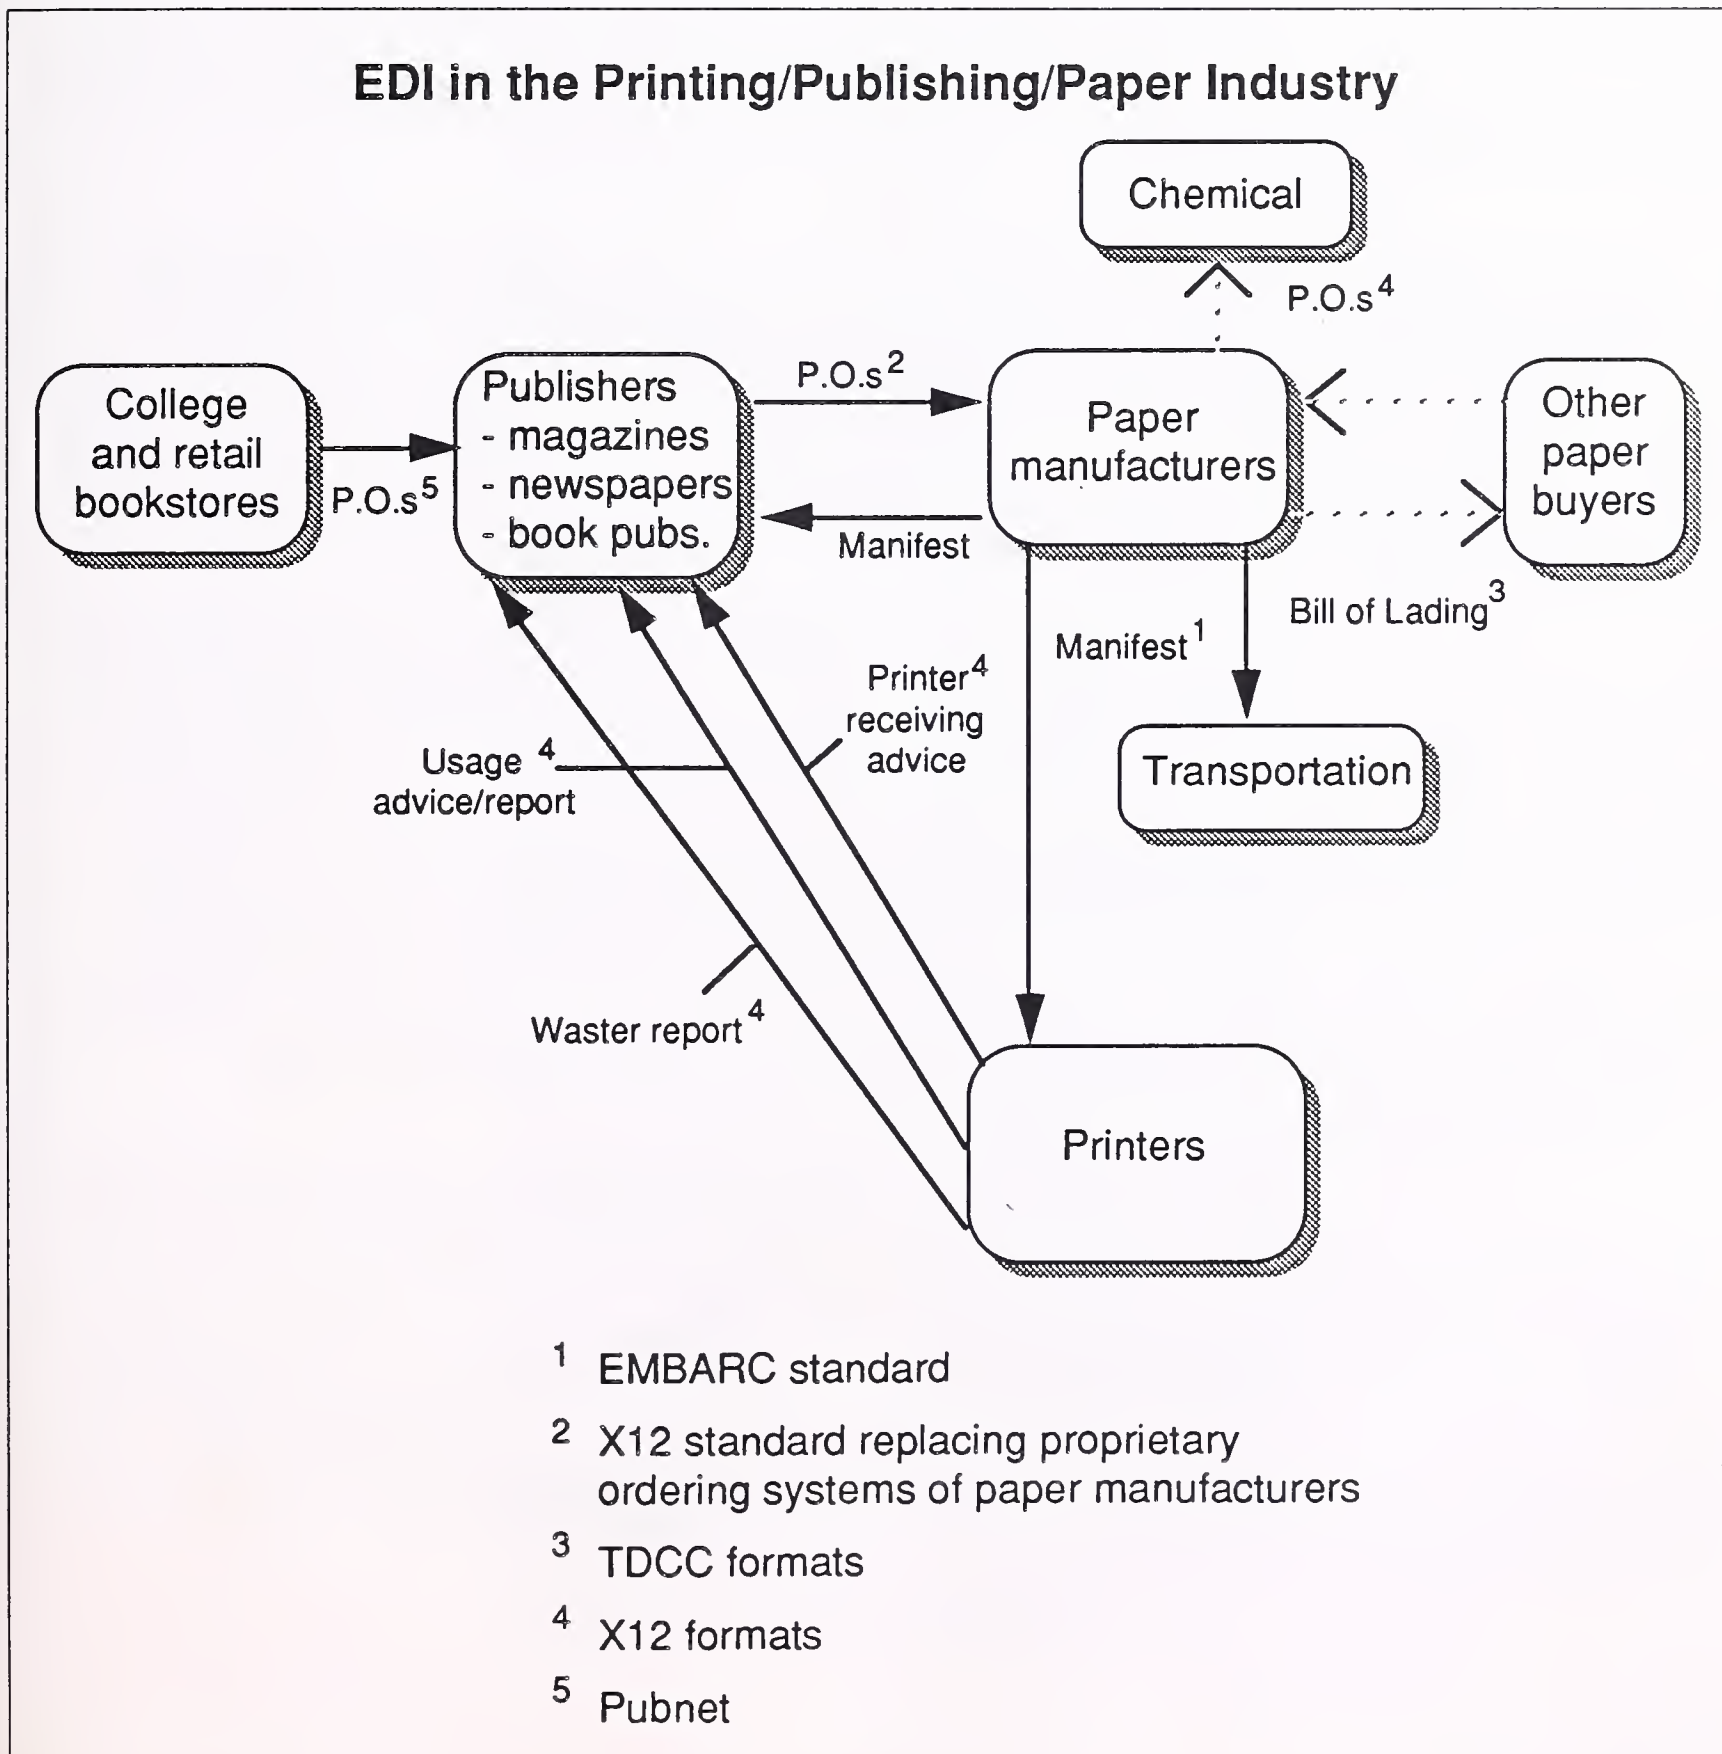 EDI in the Printing/Publishing/Paper Industry
Chemical
P.O.s4
College
and retail
bookstores
P.O.s5
Publishers
- magazines
- newspapers
- book pubs.
P.O.s2
Manifest
Paper
manufacturers
Other
paper
buyers
Bill of Lading3
Manifest1
Printer4
receiving
advice
Usage 4
advice/report
Transportation
Waster report4
Printers
1 EMBARC standard
2 X12 standard replacing proprietary
ordering systems of paper manufacturers
3 TDCC formats
4 X12 formats
5 Pubnet